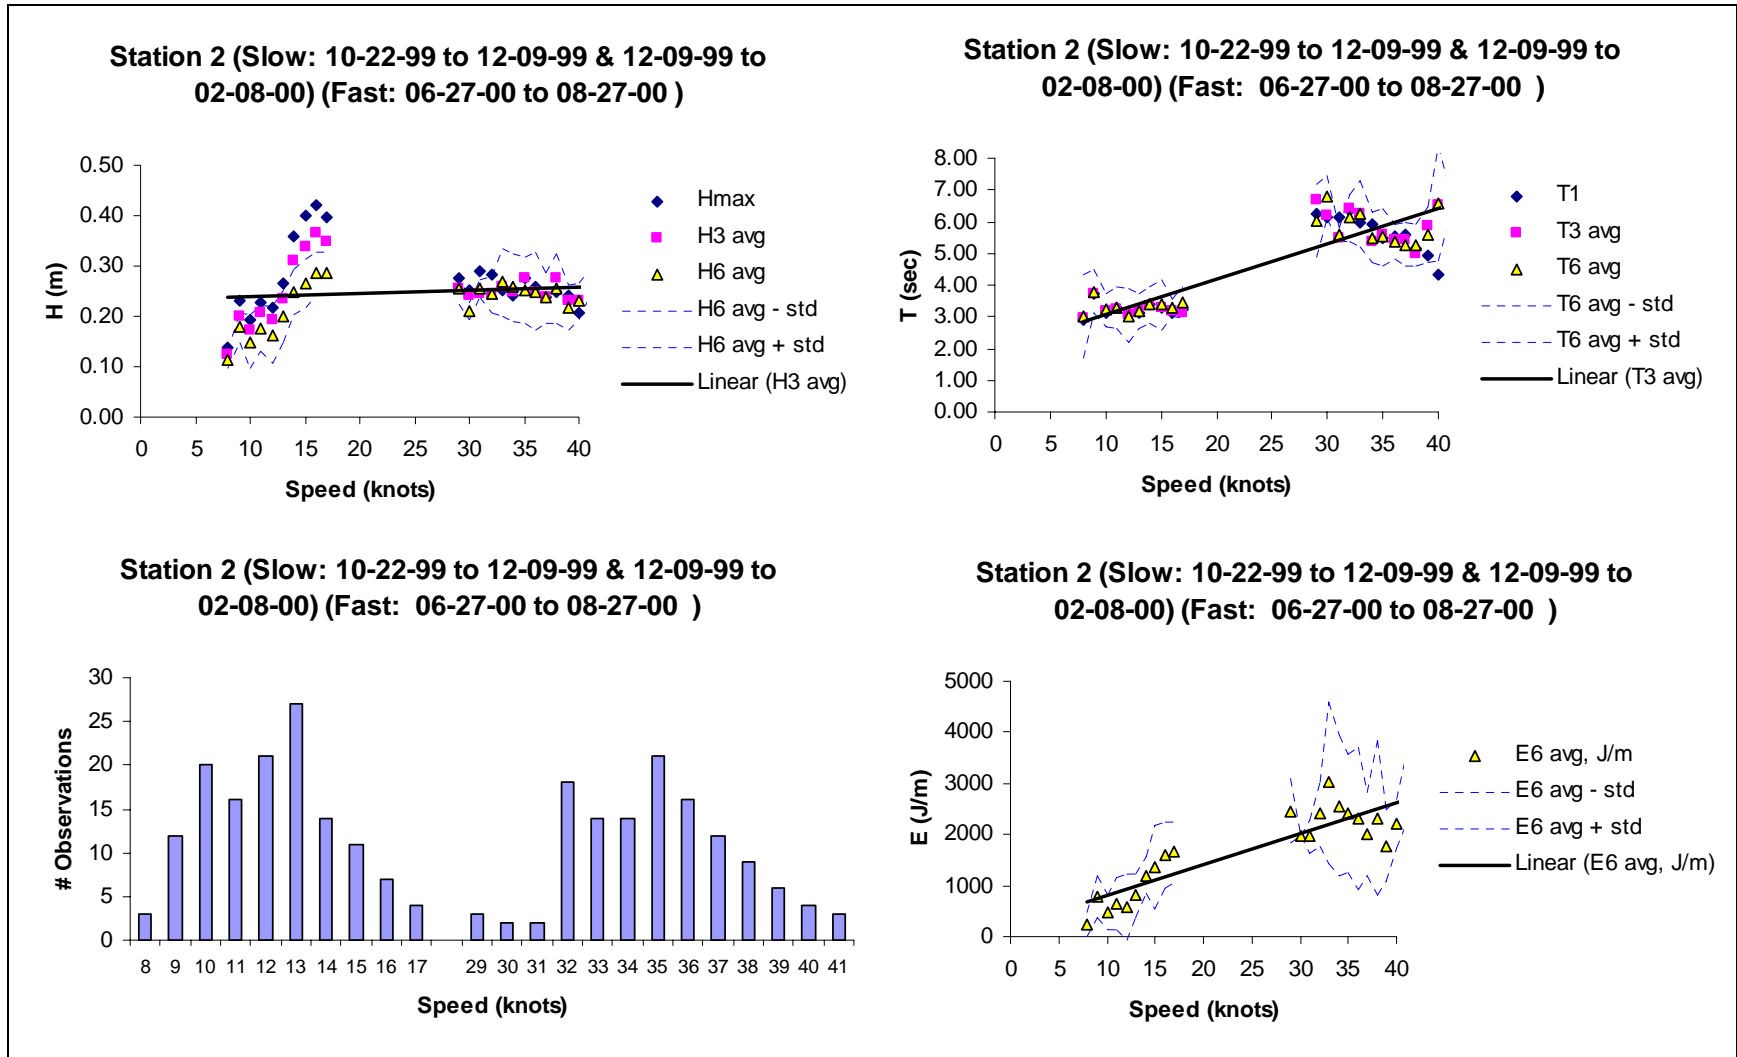 Station 2 (Slow: 10-22-99 to 12-09-99 & 12-09-99 to
02-08-00) (Fast: 06-27-00 to 08-27-00 )
H (m)
0.50
0.40
0.30
0.20
0.10
0.00
0 5 10 15 20 25 30 35 40
Speed (knots)
Hmax
H3 avg
H6 avg
H6 avg - std
H6 avg + std
Linear (H3 avg)
Station 2 (Slow: 10-22-99 to 12-09-99 & 12-09-99 to
02-08-00) (Fast: 06-27-00 to 08-27-00 )
T (sec)
8.00
7.00
6.00
5.00
4.00
3.00
2.00
1.00
0.00
0 5 10 15 20 25 30 35 40
Speed (knots)
T1
T3 avg
T6 avg
T6 avg - std
T6 avg + std
Linear (T3 avg)
Station 2 (Slow: 10-22-99 to 12-09-99 & 12-09-99 to
02-08-00) (Fast: 06-27-00 to 08-27-00 )
# Observations
30
25
20
15
10
5
0
8 9 10 11 12 13 14 15 16 17 29 30 31 32 33 34 35 36 37 38 39 40 41
Speed (knots)
Station 2 (Slow: 10-22-99 to 12-09-99 & 12-09-99 to
02-08-00) (Fast: 06-27-00 to 08-27-00 )
E (J/m)
5000
4000
3000
2000
1000
0
0 5 10 15 20 25 30 35 40
Speed (knots)
E6 avg, J/m
E6 avg - std
E6 avg + std
Linear (E6 avg, J/m)